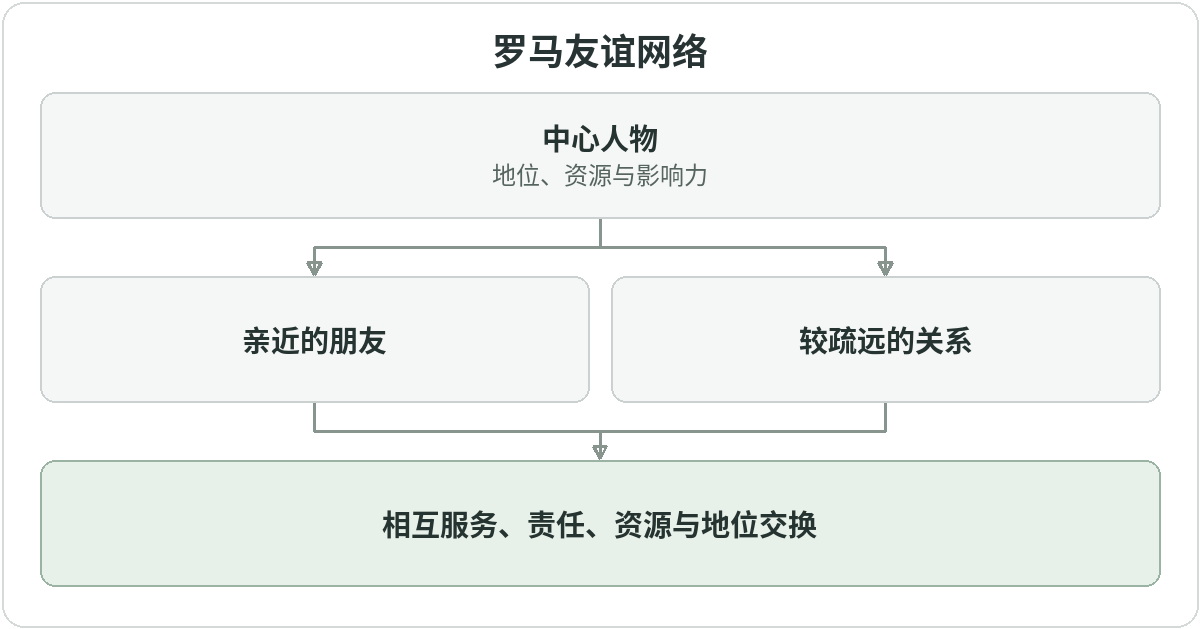 罗马友谊网络
中心人物
地位、资源与影响力
亲近的朋友
较疏远的关系
相互服务、责任、资源与地位交换